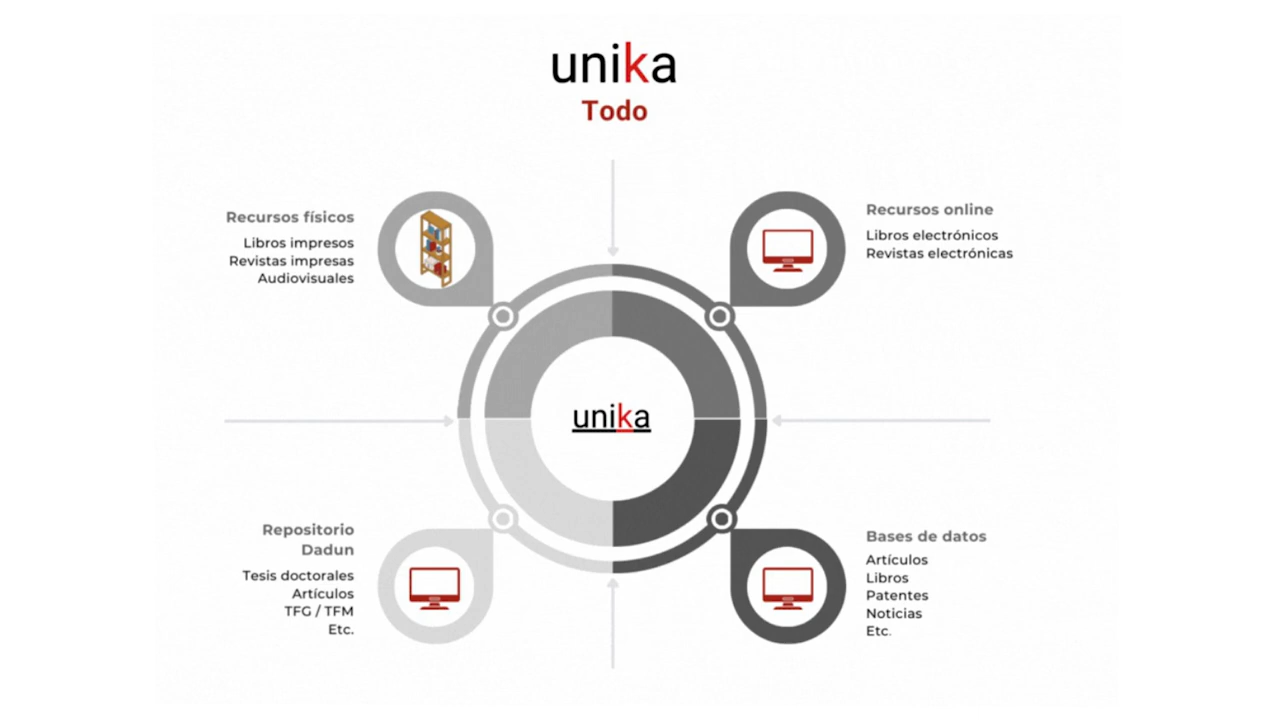 unika
Todo
Recursos físicos
Libros impresos
Revistas impresas
Audiovisuales
Recursos online
Libros electrónicos
Revistas electrónicas
unika
Repositorio
Dadun
Tesis doctorales
Artículos
TFG / TFM
Etc.
Bases de datos
Artículos
Libros
Patentes
Noticias
Etc.